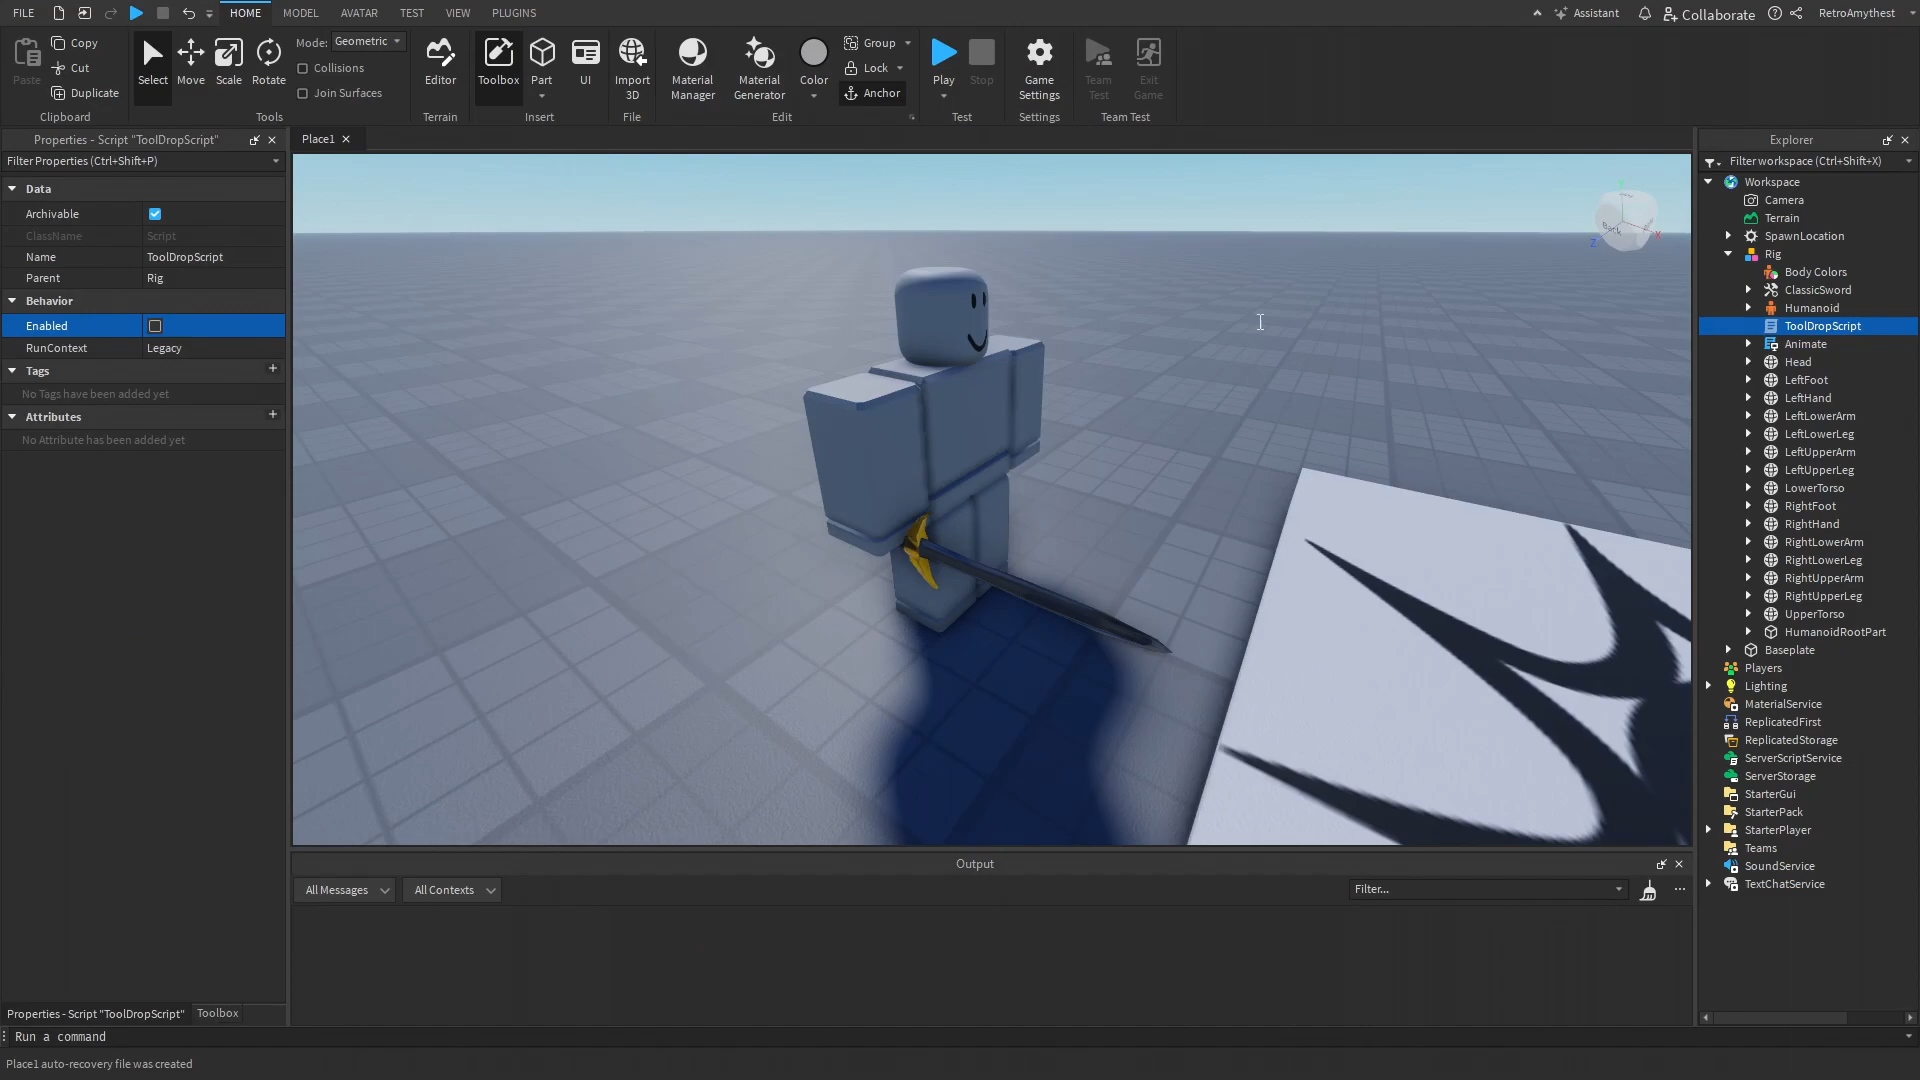 FILE
HOME
MODEL
AVATAR
TEST
VIEW
PLUGINS
Assistant
Collaborate
RetroAmythest
Paste
Copy
Cut
Duplicate
Clipboard
Select
Move
Scale
Rotate
Mode: Geometric
Collisions
Join Surfaces
Tools
Editor
Terrain
Toolbox
Part
UI
Insert
Import
3D
File
Material
Manager
Material
Generator
Color
Group
Lock
Anchor
Edit
Play
Stop
Test
Game
Settings
Settings
Team
Test
Exit
Game
Team Test
Properties - Script "ToolDropScript"
Filter Properties (Ctrl+Shift+P)
Data
Archivable
ClassName Script
Name ToolDropScript
Parent Rig
Behavior
Enabled
RunContext Legacy
Tags
No Tags have been added yet
Attributes
No Attribute has been added yet
Properties - Script "ToolDropScript"
Toolbox
Place1
Back
X
Z
Output
All Messages
All Contexts
Filter...
Explorer
Filter workspace (Ctrl+Shift+X)
Workspace
Camera
Terrain
SpawnLocation
Rig
Body Colors
ClassicSword
Humanoid
ToolDropScript
Animate
Head
LeftFoot
LeftHand
LeftLowerArm
LeftLowerLeg
LeftUpperArm
LeftUpperLeg
LowerTorso
RightFoot
RightHand
RightLowerArm
RightLowerLeg
RightUpperArm
RightUpperLeg
UpperTorso
HumanoidRootPart
Baseplate
Players
Lighting
MaterialService
ReplicatedFirst
ReplicatedStorage
ServerScriptService
ServerStorage
StarterGui
StarterPack
StarterPlayer
Teams
SoundService
TextChatService
Run a command
Place1 auto-recovery file was created